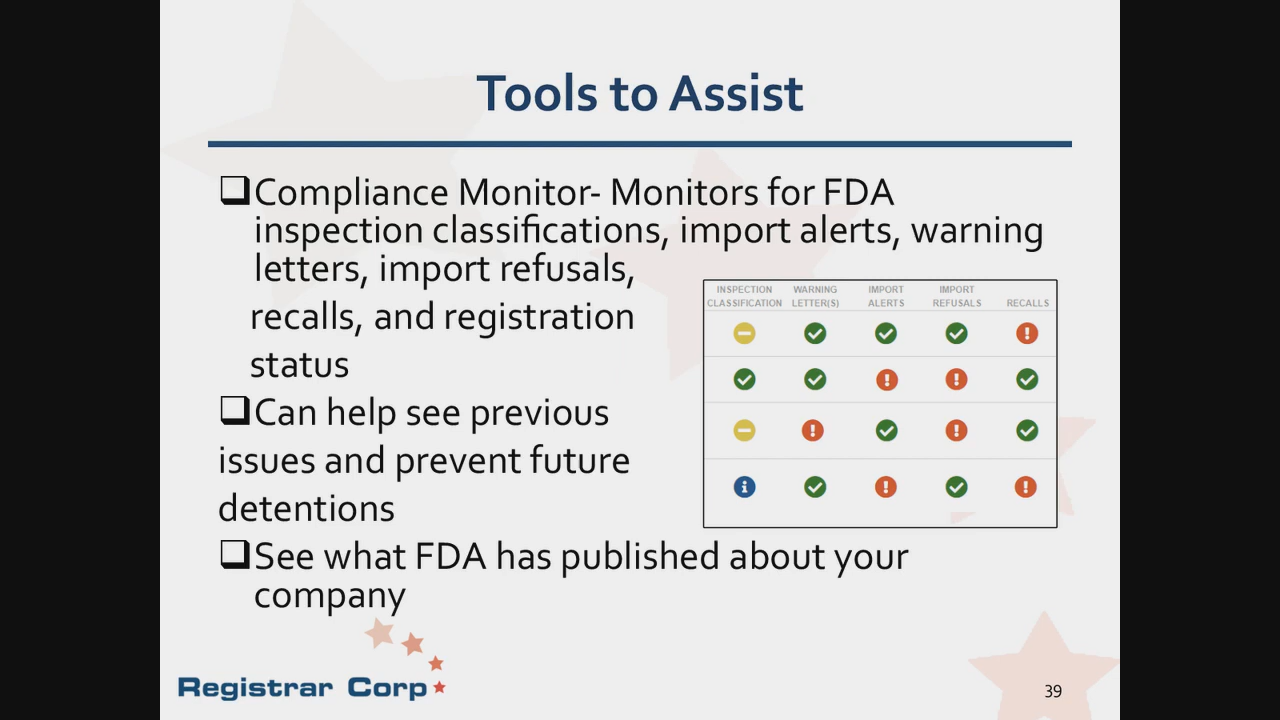 Tools to Assist
❑Compliance Monitor- Monitors for FDA
inspection classifications, import alerts, warning
letters, import refusals,
recalls, and registration
status
❑Can help see previous
issues and prevent future
detentions
❑See what FDA has published about your
company
INSPECTION CLASSIFICATION
WARNING LETTER(S)
IMPORT ALERTS
IMPORT REFUSALS
RECALLS
Registrar Corp
39